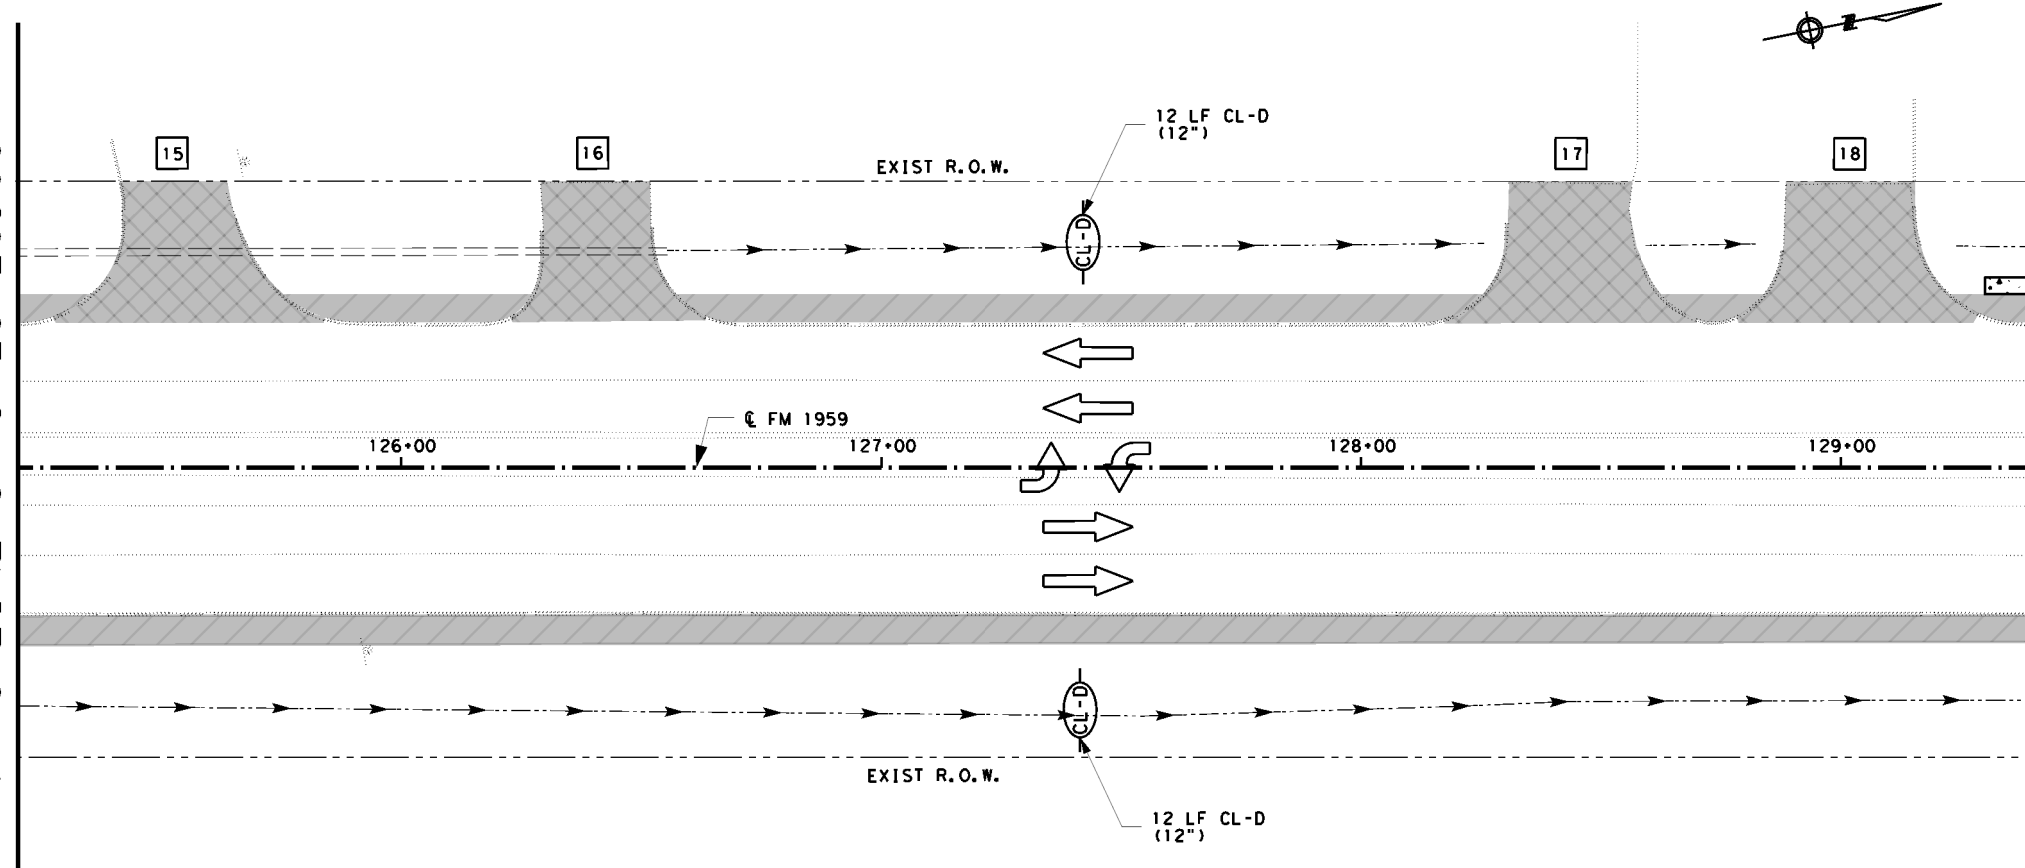 N
12 LF CL-D
(12")
15
16
17
18
EXIST R.O.W.
CL-D
℄ FM 1959
126+00
127+00
128+00
129+00
CL-D
EXIST R.O.W.
12 LF CL-D
(12")